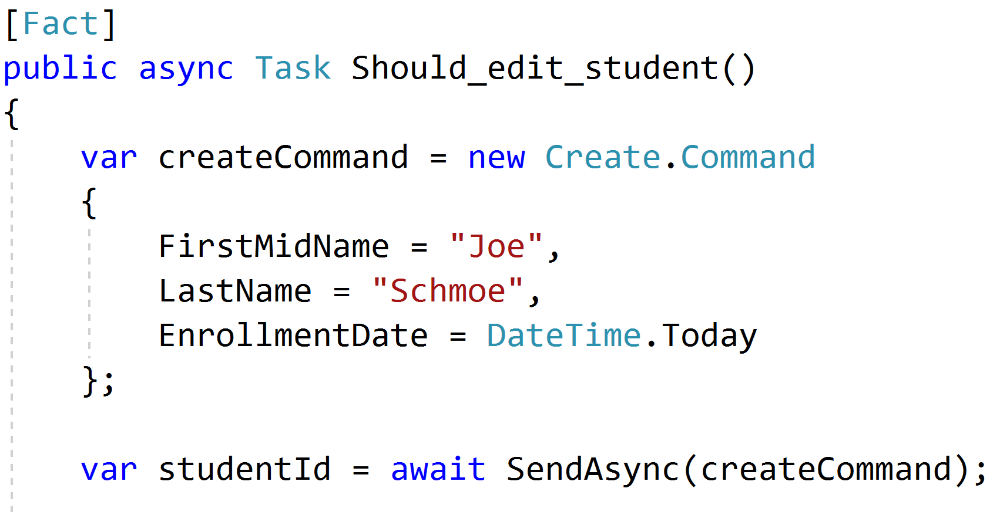 [Fact]
public async Task Should_edit_student()
{
    var createCommand = new Create.Command
    {
        FirstMidName = "Joe",
        LastName = "Schmoe",
        EnrollmentDate = DateTime.Today
    };

    var studentId = await SendAsync(createCommand);